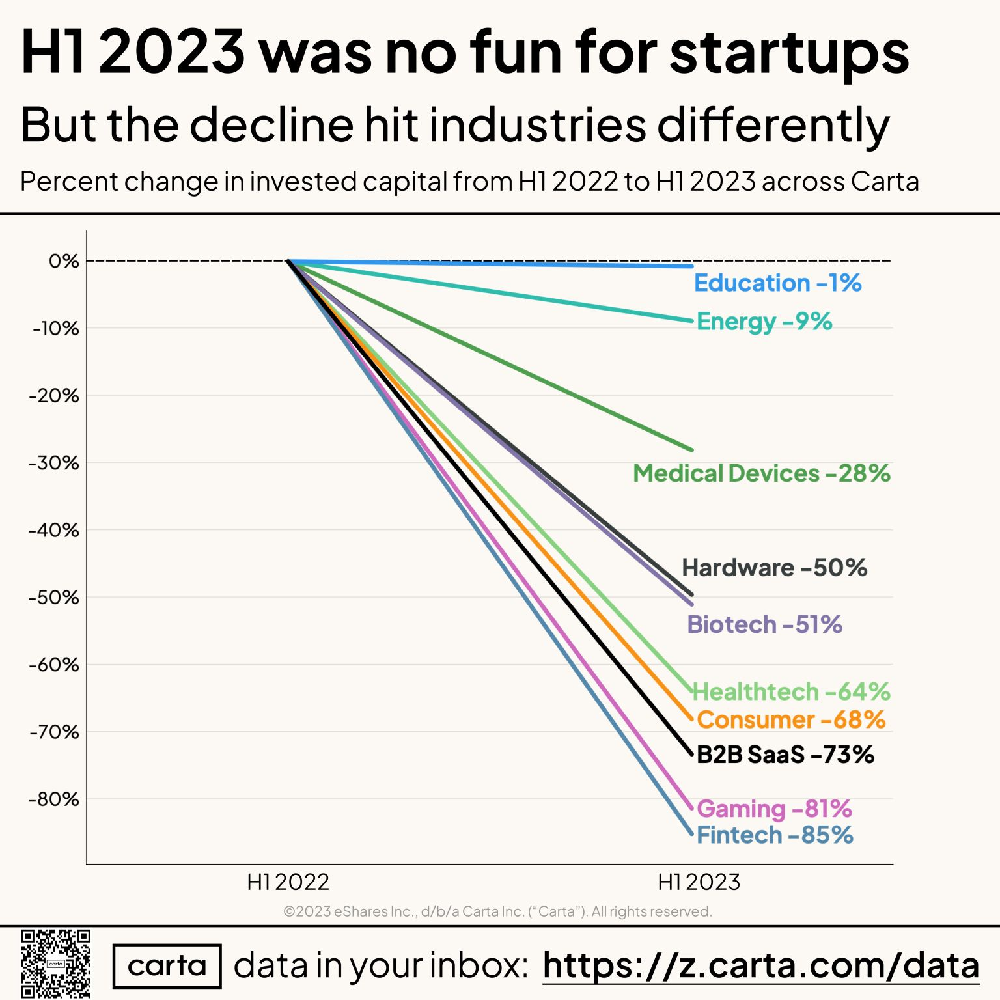 H1 2023 was no fun for startups
But the decline hit industries differently
Percent change in invested capital from H1 2022 to H1 2023 across Carta
0%
Education -1%
Energy -9%
-10%
-20%
-30%
Medical Devices -28%
-40%
Hardware -50%
-50%
Biotech -51%
-60%
Healthtech -64%
Consumer -68%
-70%
B2B SaaS -73%
-80%
Gaming -81%
Fintech -85%
H1 2022
H1 2023
©2023 eShares Inc., d/b/a Carta Inc. (“Carta”). All rights reserved.
carta
carta data in your inbox: https://z.carta.com/data